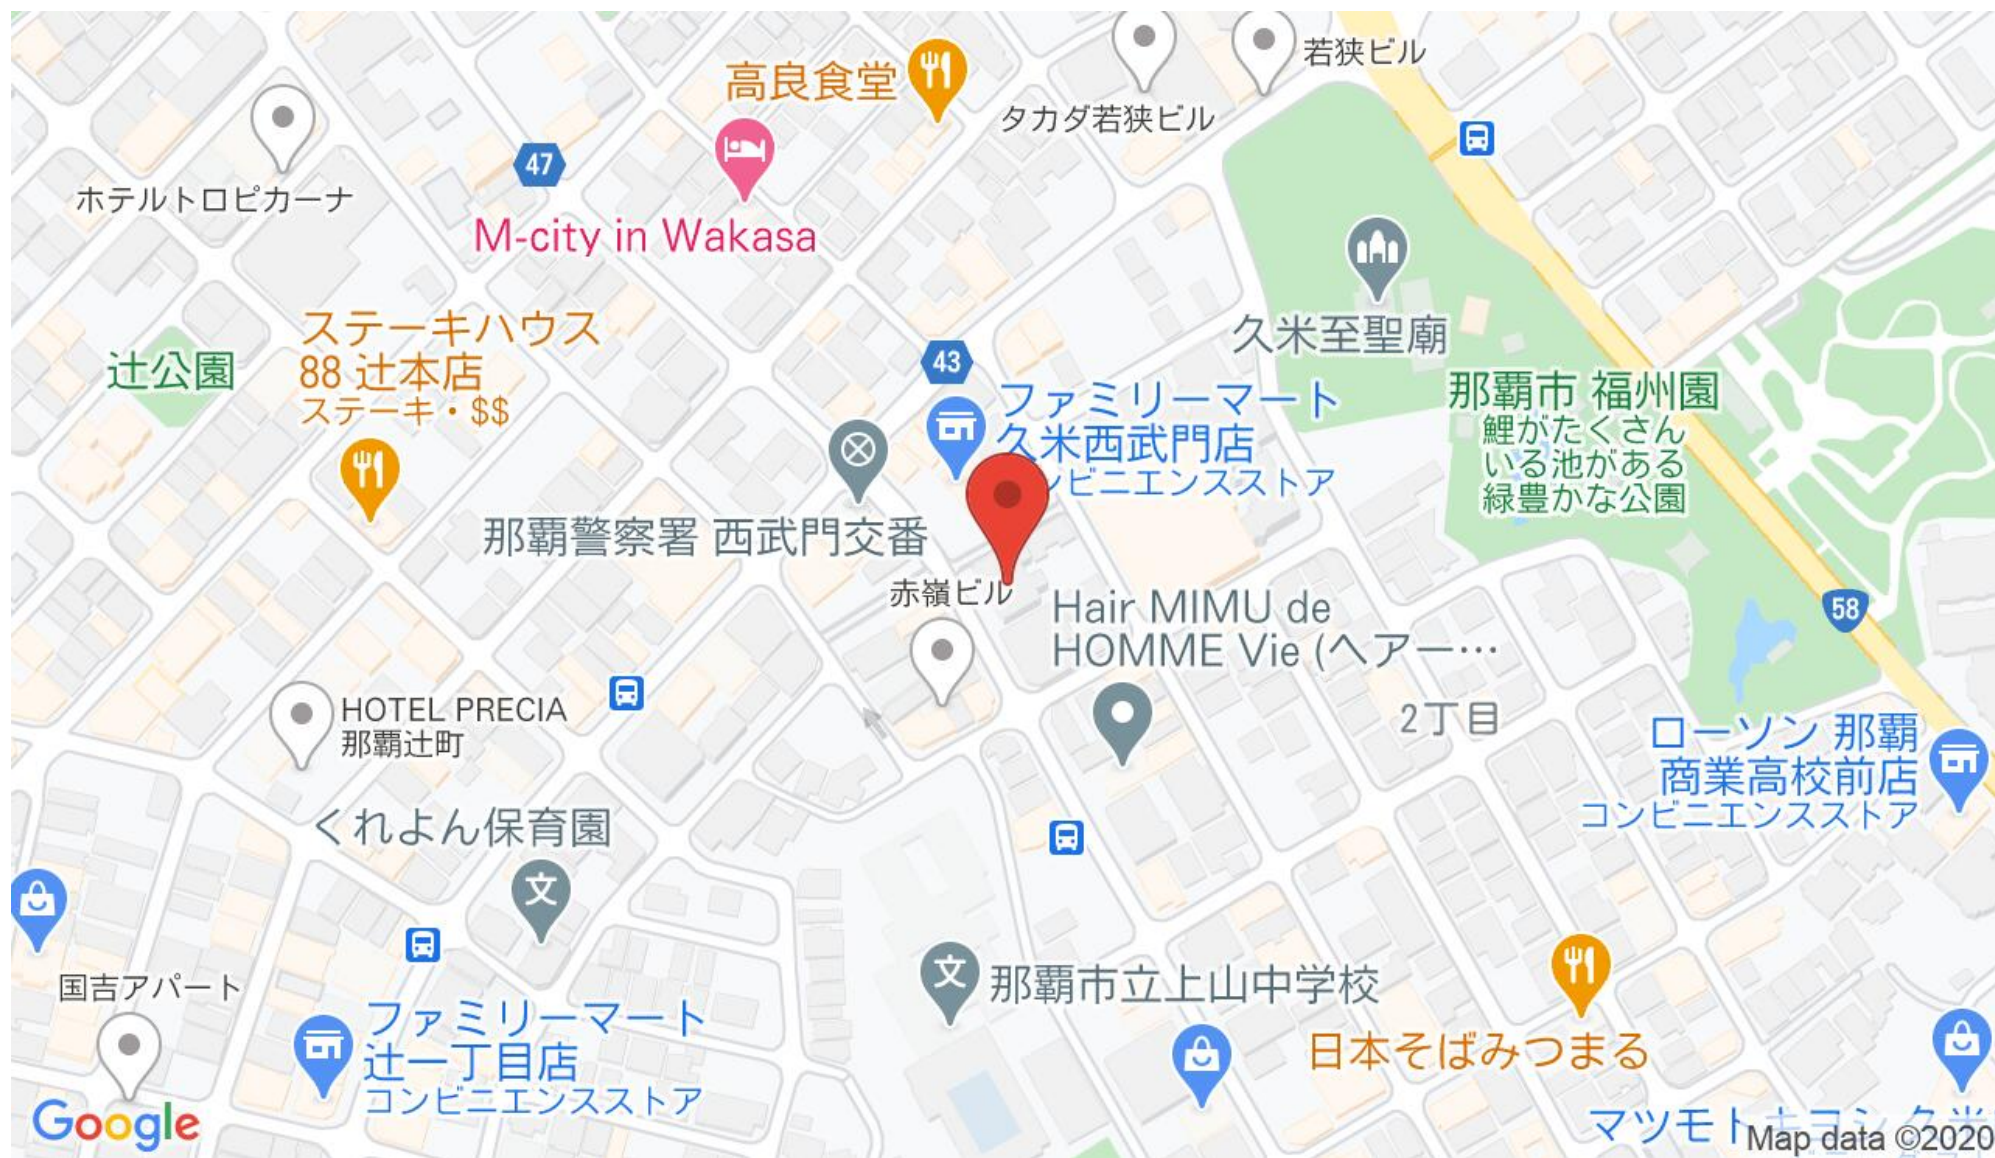 若狭ビル
高良食堂
タカダ若狭ビル
47
ホテルトロピカーナ
M-city in Wakasa
久米至聖廟
ステーキハウス
88 辻本店
ステーキ・$$
辻公園
43
ファミリーマート
久米西武門店
ンビニエンスストア
那覇市 福州園
鯉がたくさん
いる池がある
緑豊かな公園
那覇警察署 西武門交番
赤嶺ビル
Hair MIMU de
HOMME Vie (ヘアー…
58
HOTEL PRECIA
那覇辻町
2丁目
ローソン 那覇
商業高校前店
コンビニエンスストア
くれよん保育園
文
文
那覇市立上山中学校
国吉アパート
ファミリーマート
辻一丁目店
コンビニエンスストア
日本そばみつまる
Google
マツモトキヨシ 久米
Map data ©2020